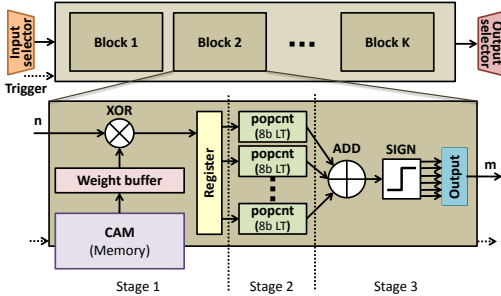 Input selector
Block 1
Block 2
Block K
Output selector
Trigger
XOR
n
Weight buffer
CAM
(Memory)
Register
popcnt
(8b LT)
popcnt
(8b LT)
popcnt
(8b LT)
ADD
SIGN
Output
m
Stage 1
Stage 2
Stage 3